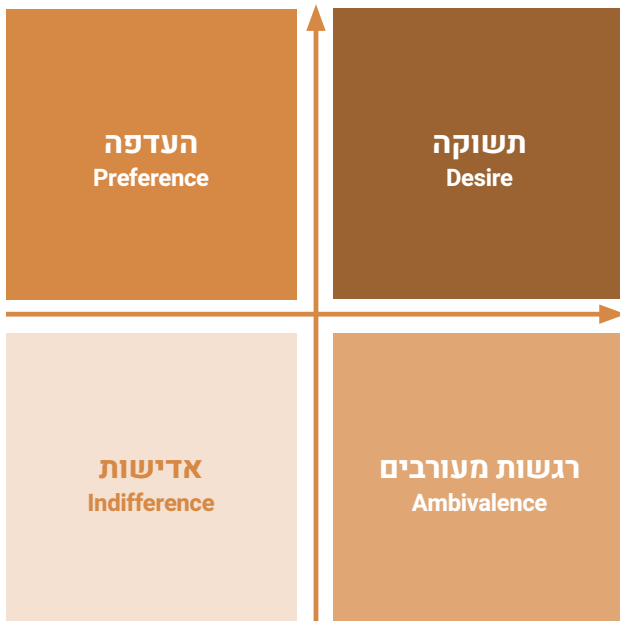 העדפה
Preference
תשוקה
Desire
אדישות
Indifference
רגשות מעורבים
Ambivalence